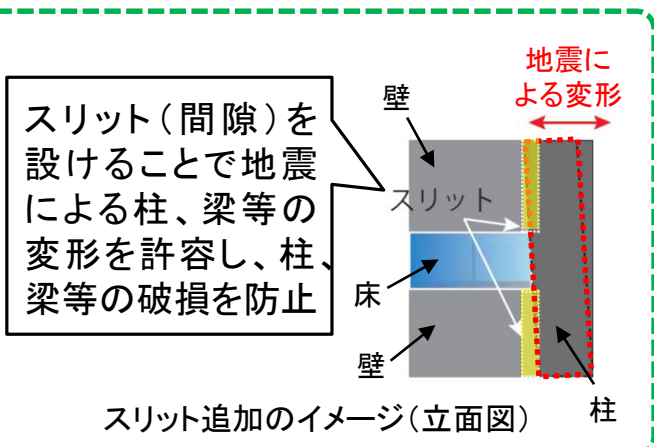 スリット（間隙）を
設けることで地震
による柱、梁等の
変形を許容し、柱、
梁等の破損を防止
地震に
よる変形
壁
スリット
床
壁
柱
スリット追加のイメージ（立面図）